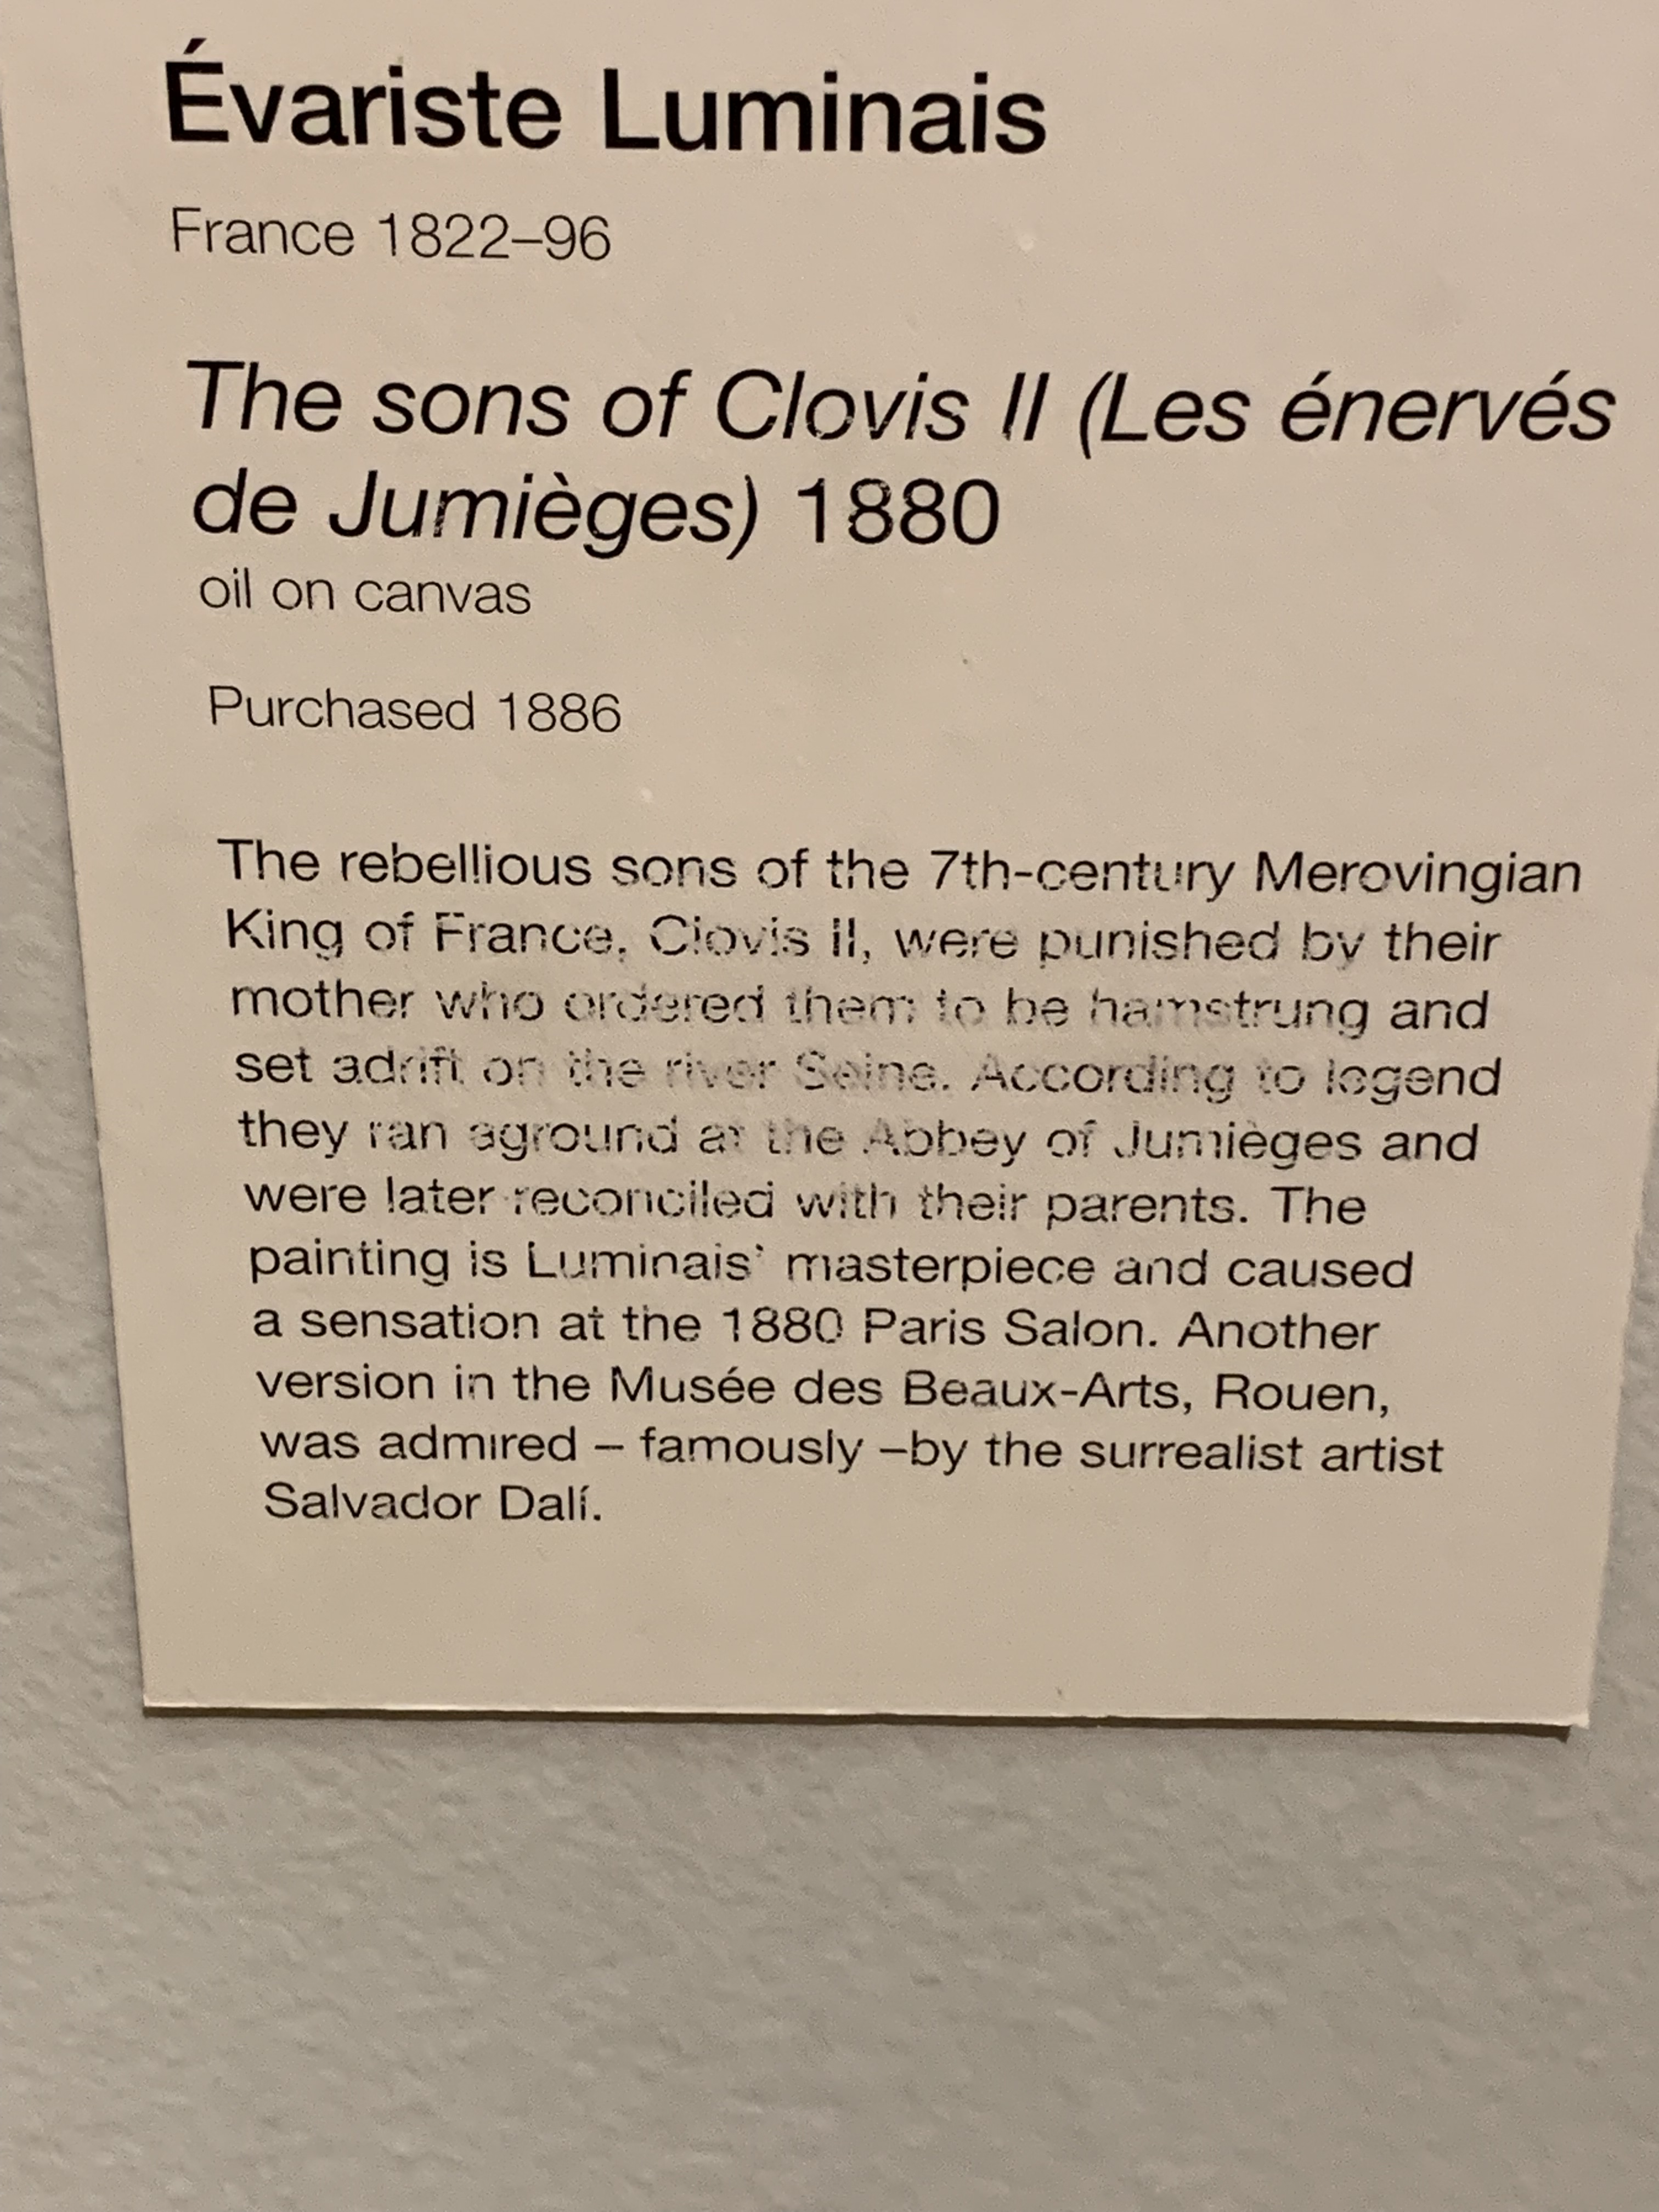 Évariste Luminais
France 1822–96
The sons of Clovis II (Les énervés
de Jumièges) 1880
oil on canvas
Purchased 1886
The rebellious sons of the 7th-century Merovingian
King of France, Clovis II, were punished by their
mother who ordered them to be hamstrung and
set adrift on the river Seine. According to legend
they ran aground at the Abbey of Jumièges and
were later reconciled with their parents. The
painting is Luminais' masterpiece and caused
a sensation at the 1880 Paris Salon. Another
version in the Musée des Beaux-Arts, Rouen,
was admired – famously –by the surrealist artist
Salvador Dalí.